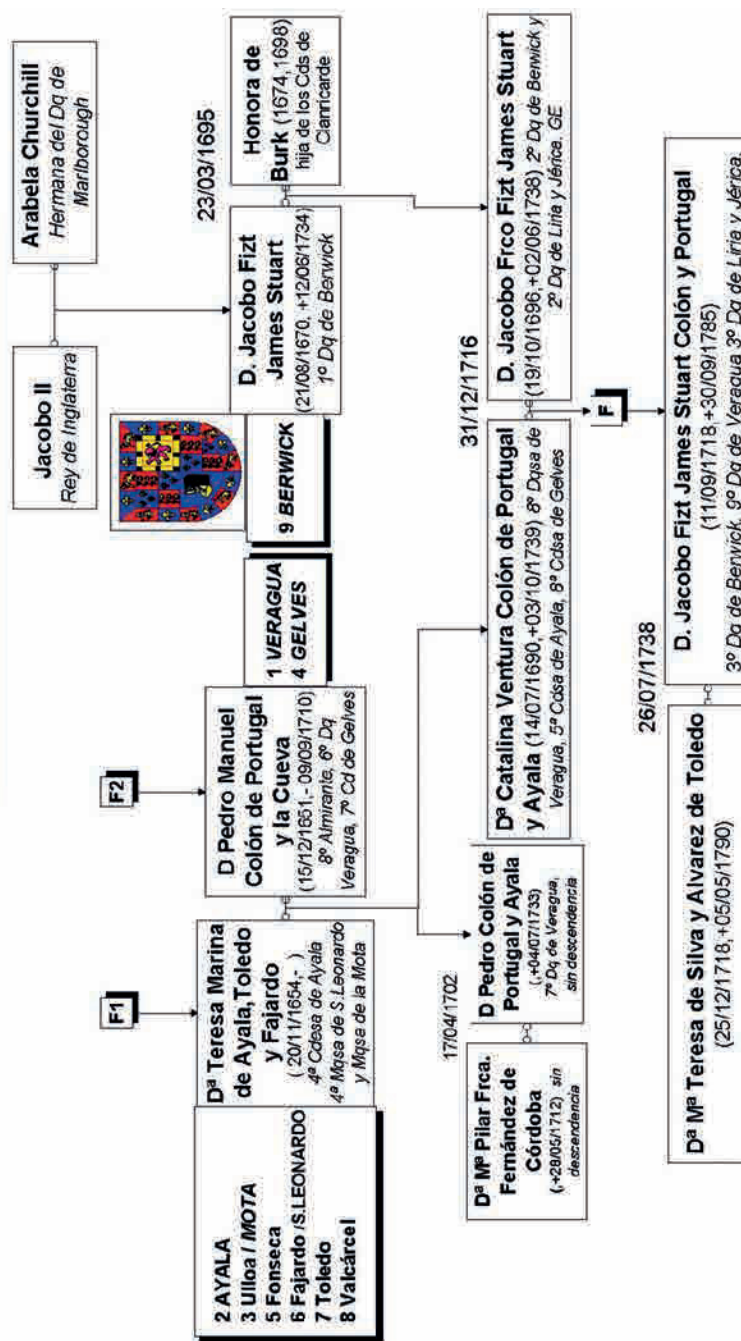 2 AYALA
3 Ulloa / MOTA
5 Fonseca
6 Fajardo /S.LEONARDO
7 Toledo
8 Valcárcel
F1
Dª Teresa Marina
de Ayala, Toledo
y Fajardo
( 20/11/1654,- )
4ª Cdesa de Ayala
4ª Mqsa de S.Leonardo
y Mqsa de la Mota
F2
D Pedro Manuel
Colón de Portugal
y la Cueva
(15/12/1651,- 09/09/1710)
8º Almirante, 6º Dq
Veragua, 7º Cd de Gelves
1 VERAGUA
4 GELVES
9 BERWICK
Jacobo II
Rey de Inglaterra
Arabela Churchill
Hermana del Dq de
Marlborough
23/03/1695
D. Jacobo Fizt
James Stuart
(21/08/1670, +12/06/1734)
1º Dq de Berwick
Honora de
Burk (1674,1698)
hija de los Cds de
Clanricarde
17/04/1702
Dª Mª Pilar Frca.
Fernández de
Córdoba
(,+28/05/1712) sin
descendencia
D Pedro Colón de
Portugal y Ayala
(,+04/07/1733)
7º Dq de Veragua,
sin descendencia
31/12/1716
Dª Catalina Ventura Colón de Portugal
y Ayala (14/07/1690,+03/10/1739) 8º Dqsa de
Veragua, 5ª Cdsa de Ayala, 8º Cdsa de Gelves
D. Jacobo Frco Fizt James Stuart
(19/10/1696,+02/06/1738) 2º Dq de Berwick y
2º Dq de Liria y Jérica, GE
F
26/07/1738
Dª Mª Teresa de Silva y Alvarez de Toledo
(25/12/1718,+05/05/1790)
D. Jacobo Fizt James Stuart Colón y Portugal
(11/09/1718,+30/09/1785)
3º Dq de Berwick, 9º Dq de Veragua 3º Dq de Liria y Jérica,